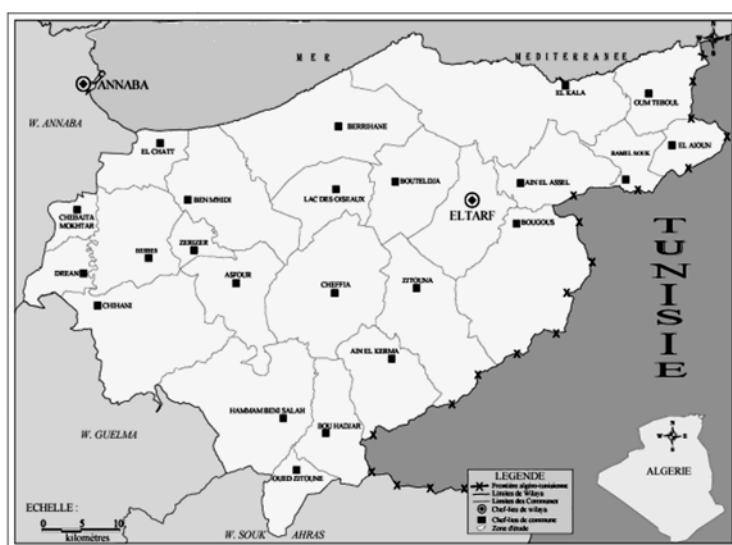 MER MEDITERRANEE
ANNABA
W. ANNABA
EL KALA
OUM TEBOUL
BERRIHANE
EL CHATT
RAMEL SOUK
EL AIOUN
BEN M'HIDI
LAC DES OISEAUX
BOUTELDJA
AIN EL ASSEL
EL TARF
CHEBAITA
MOKHTAR
BOUGOUS
ZERIZER
DREAN
ASFOUR
CHEFFIA
ZITOUNA
CHIHANI
TUNISIE
AIN EL KERMA
HAMMAM BENI SALAH
BOU HADJAR
W. GUELMA
OUED ZITOUNE
ALGERIE
N
W E
S
N
W E
S
ECHELLE :
0 5 10
kilomètres
W. SOUK AHRAS
LEGENDE
Frontière algéro-tunisienne
Limites de Wilaya
Limites des Communes
Chef-lieu de wilaya
Chef-lieu de commune
Zone d'étude